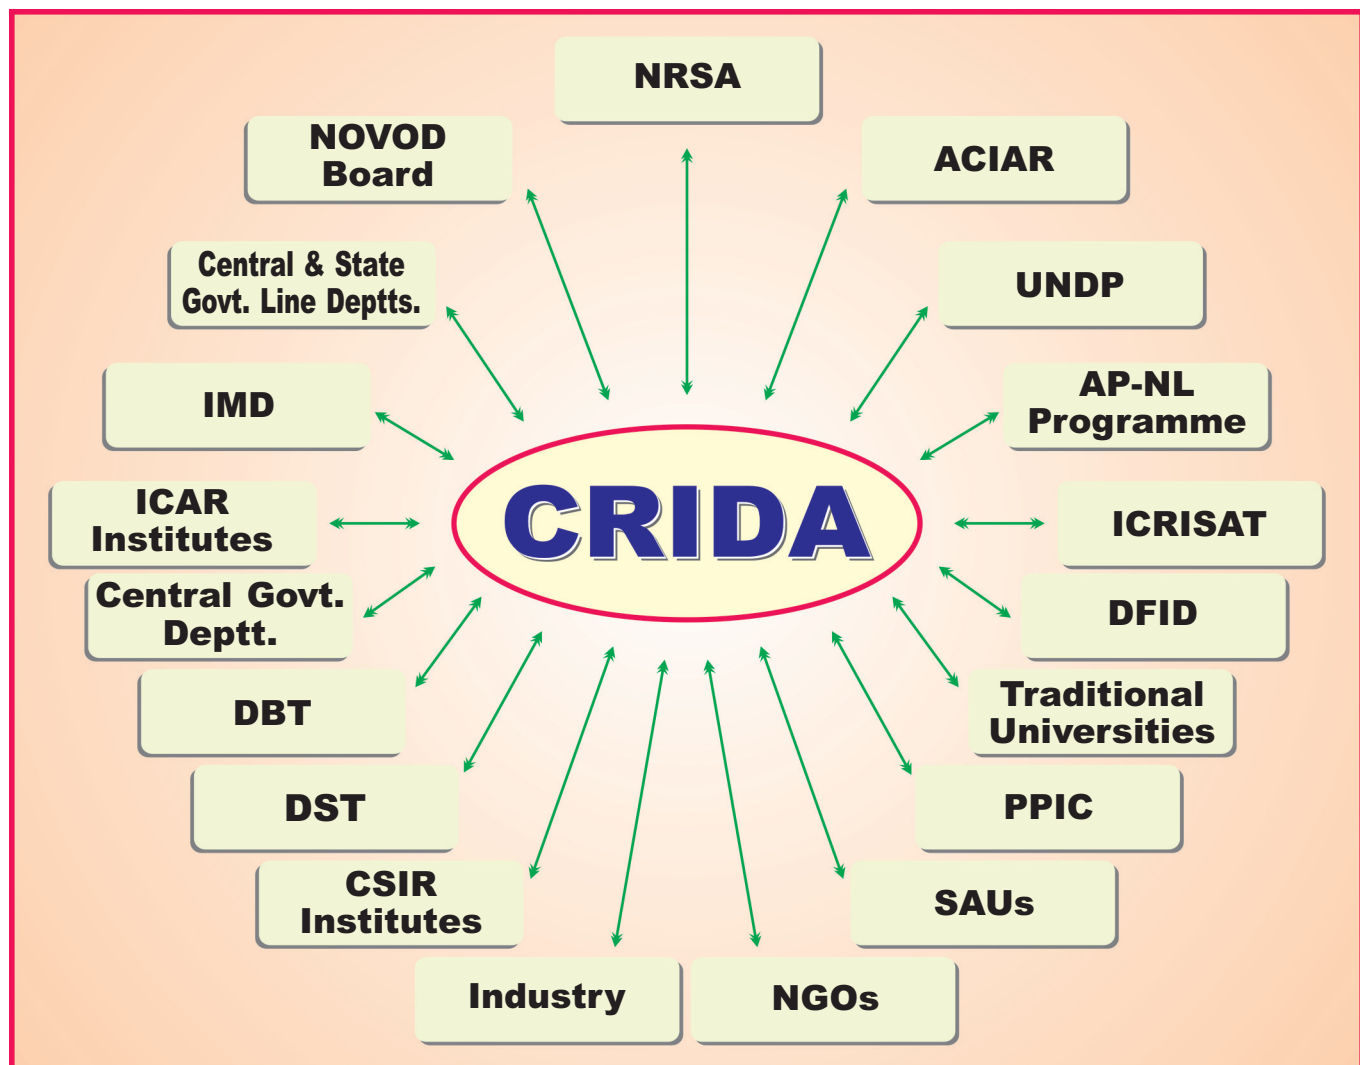 NRSA
NOVOD
Board
ACIAR
Central & State
Govt. Line Deptts.
UNDP
IMD
AP-NL
Programme
CRIDA
ICAR
Institutes
ICRISAT
Central Govt.
Deptt.
DFID
DBT
Traditional
Universities
DST
PPIC
CSIR
Institutes
SAUs
Industry
NGOs